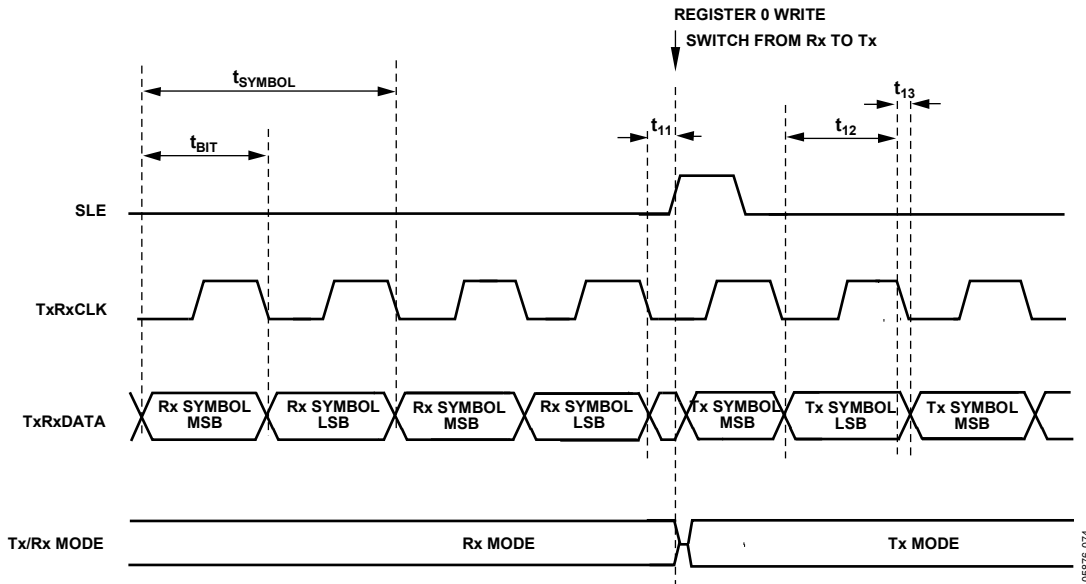 REGISTER 0 WRITE
SWITCH FROM Rx TO Tx
tSYMBOL
t13
t11
t12
tBIT
SLE
TxRxCLK
TxRxDATA
Rx SYMBOL
MSB
Rx SYMBOL
LSB
Rx SYMBOL
MSB
Rx SYMBOL
LSB
Tx SYMBOL
MSB
Tx SYMBOL
LSB
Tx SYMBOL
MSB
Tx/Rx MODE
Rx MODE
Tx MODE
05876-074